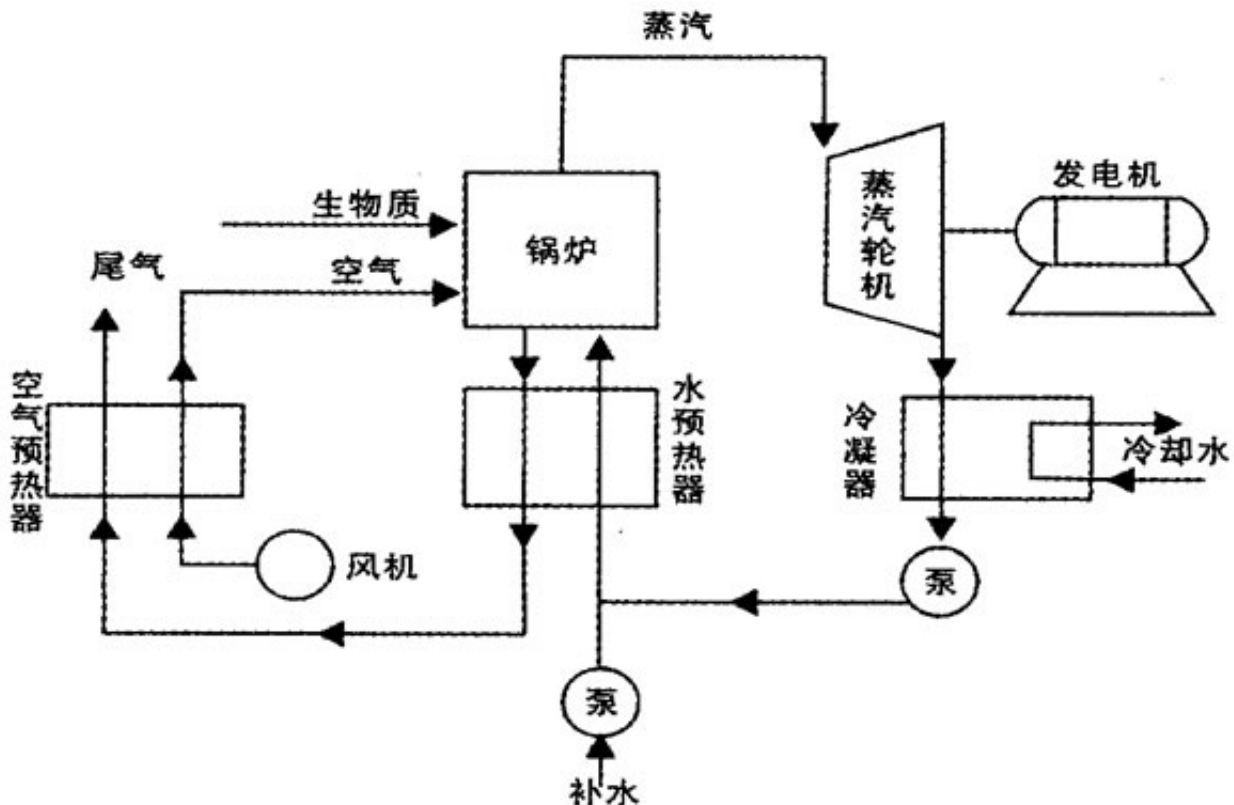 蒸汽
生物质
空气
锅炉
蒸汽轮机
发电机
尾气
空气预热器
水预热器
冷凝器
冷却水
风机
泵
泵
补水